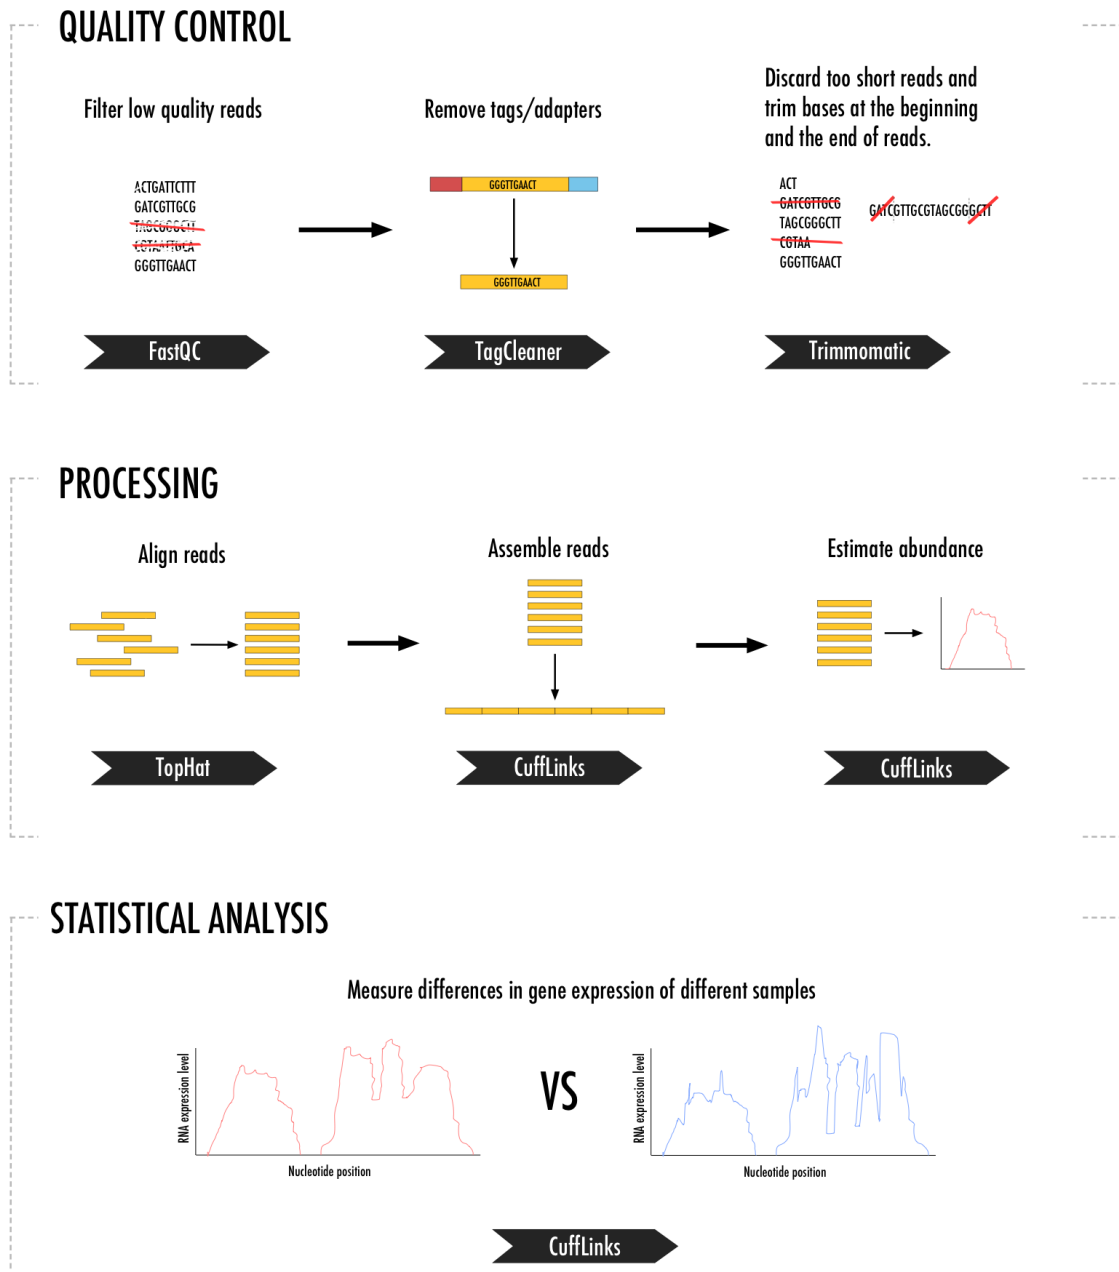 QUALITY CONTROL
Filter low quality reads
ACTGATTCTTT
GATCGTTGCG
TAGCGGGCTT
CGTAATTGCA
GGGTTGAACT
FastQC
Remove tags/adapters
GGGTTGAACT
GGGTTGAACT
TagCleaner
Discard too short reads and
trim bases at the beginning
and the end of reads.
ACT
GATCGTTGCG
TAGCGGGCTT
CGTAA
GGGTTGAACT
GATCGTTGCGTAGCGGGCTT
Trimmomatic
PROCESSING
Align reads
TopHat
Assemble reads
CuffLinks
Estimate abundance
CuffLinks
STATISTICAL ANALYSIS
Measure differences in gene expression of different samples
RNA expression level
Nucleotide position
VS
RNA expression level
Nucleotide position
CuffLinks